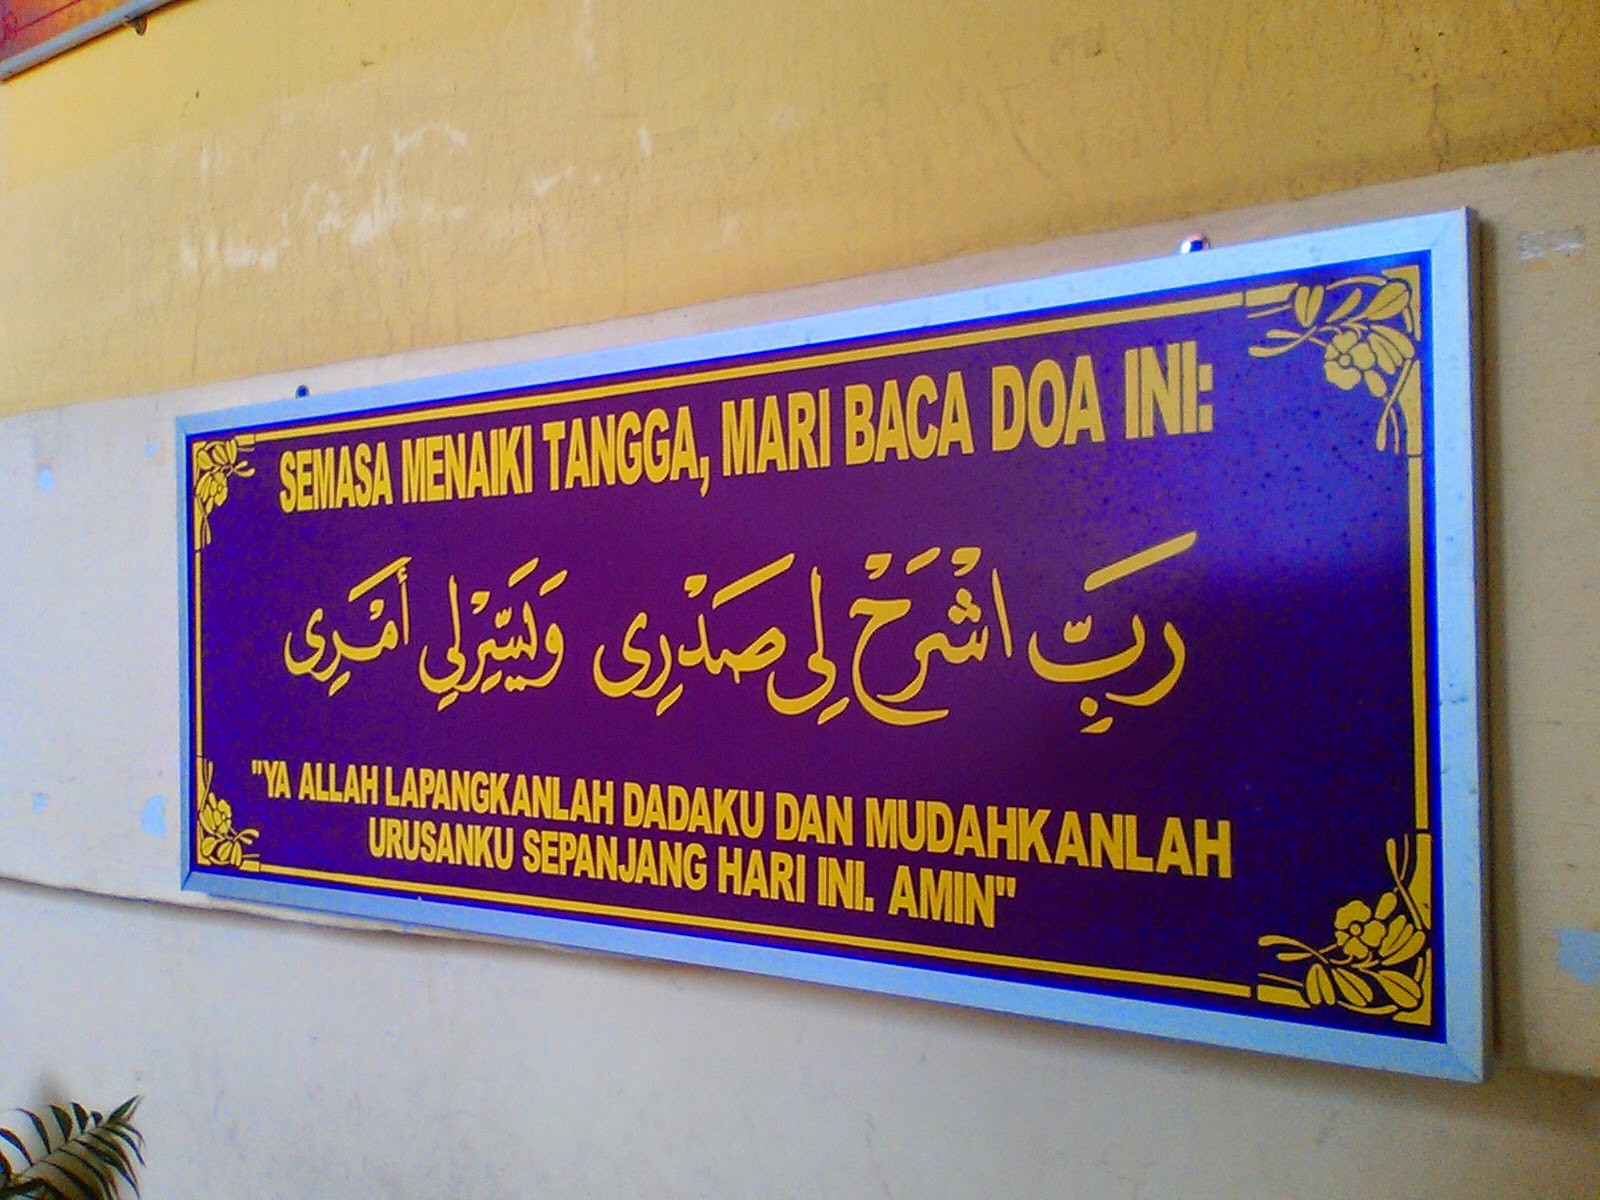 SEMASA MENAIKI TANGGA, MARI BACA DOA INI:
رَبِّ اشْرَحْ لِي صَدْرِى وَيَسِّرْلِي أَمْرِى
"YA ALLAH LAPANGKANLAH DADAKU DAN MUDAHKANLAH
URUSANKU SEPANJANG HARI INI. AMIN"